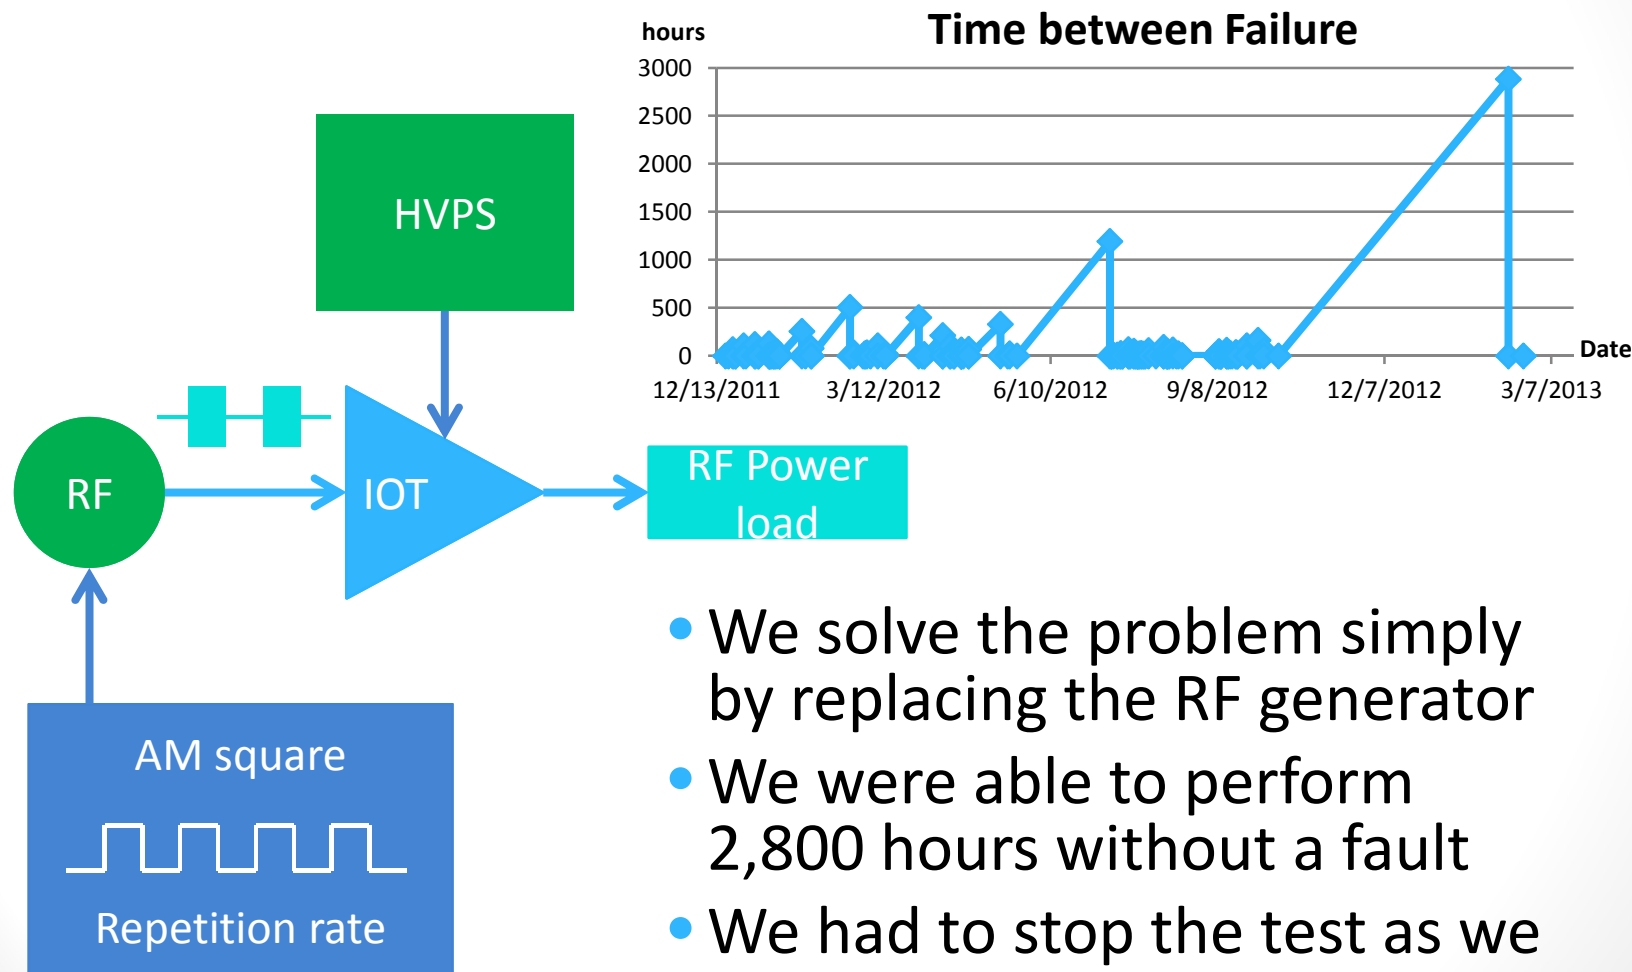 Time between Failure
hours
3000
2500
2000
1500
1000
500
0
Date
12/13/2011
3/12/2012
6/10/2012
9/8/2012
12/7/2012
3/7/2013
HVPS
RF
IOT
RF Power
load
AM square
Repetition rate
• We solve the problem simply
by replacing the RF generator
• We were able to perform
2,800 hours without a fault
• We had to stop the test as we